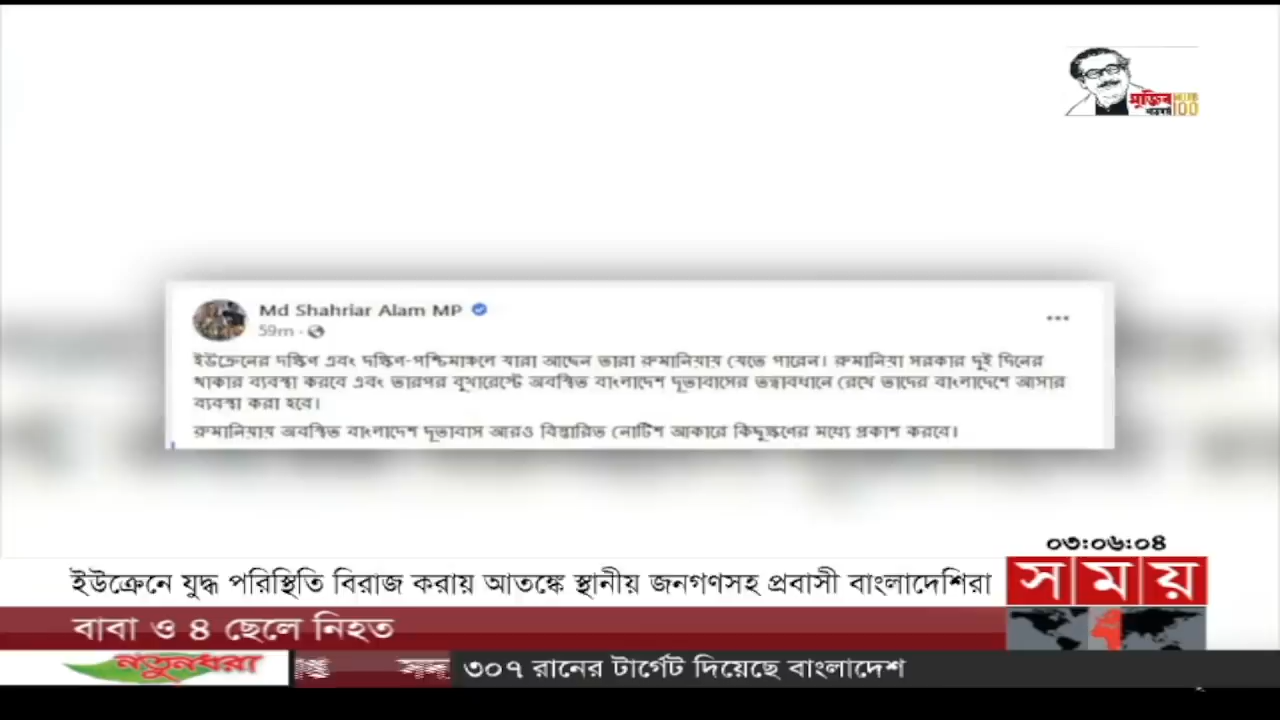 মুজিব
100
Md Shahriar Alam MP
59m
ইউক্রেনের দক্ষিণ এবং দক্ষিণ-পশ্চিমাঞ্চলে যারা আছেন তারা রুমানিয়ায় যেতে পারেন। রুমানিয়া সরকার দুই দিনের
থাকার ব্যবস্থা করবে এবং তারপর বুখারেস্টে অবস্থিত বাংলাদেশ দূতাবাসের তত্বাবধানে রেখে তাদের বাংলাদেশে আসার
ব্যবস্থা করা হবে।
রুমানিয়ায় অবস্থিত বাংলাদেশ দূতাবাস আরও বিস্তারিত নোটিশ আকারে কিছুক্ষণের মধ্যে প্রকাশ করবে।
০৩:০৬:০৪
ইউক্রেনে যুদ্ধ পরিস্থিতি বিরাজ করায় আতঙ্কে স্থানীয় জনগণসহ প্রবাসী বাংলাদেশিরা
সময়
বাবা ও ৪ ছেলে নিহত
নতুনধরা
৩০৭ রানের টার্গেট দিয়েছে বাংলাদেশ